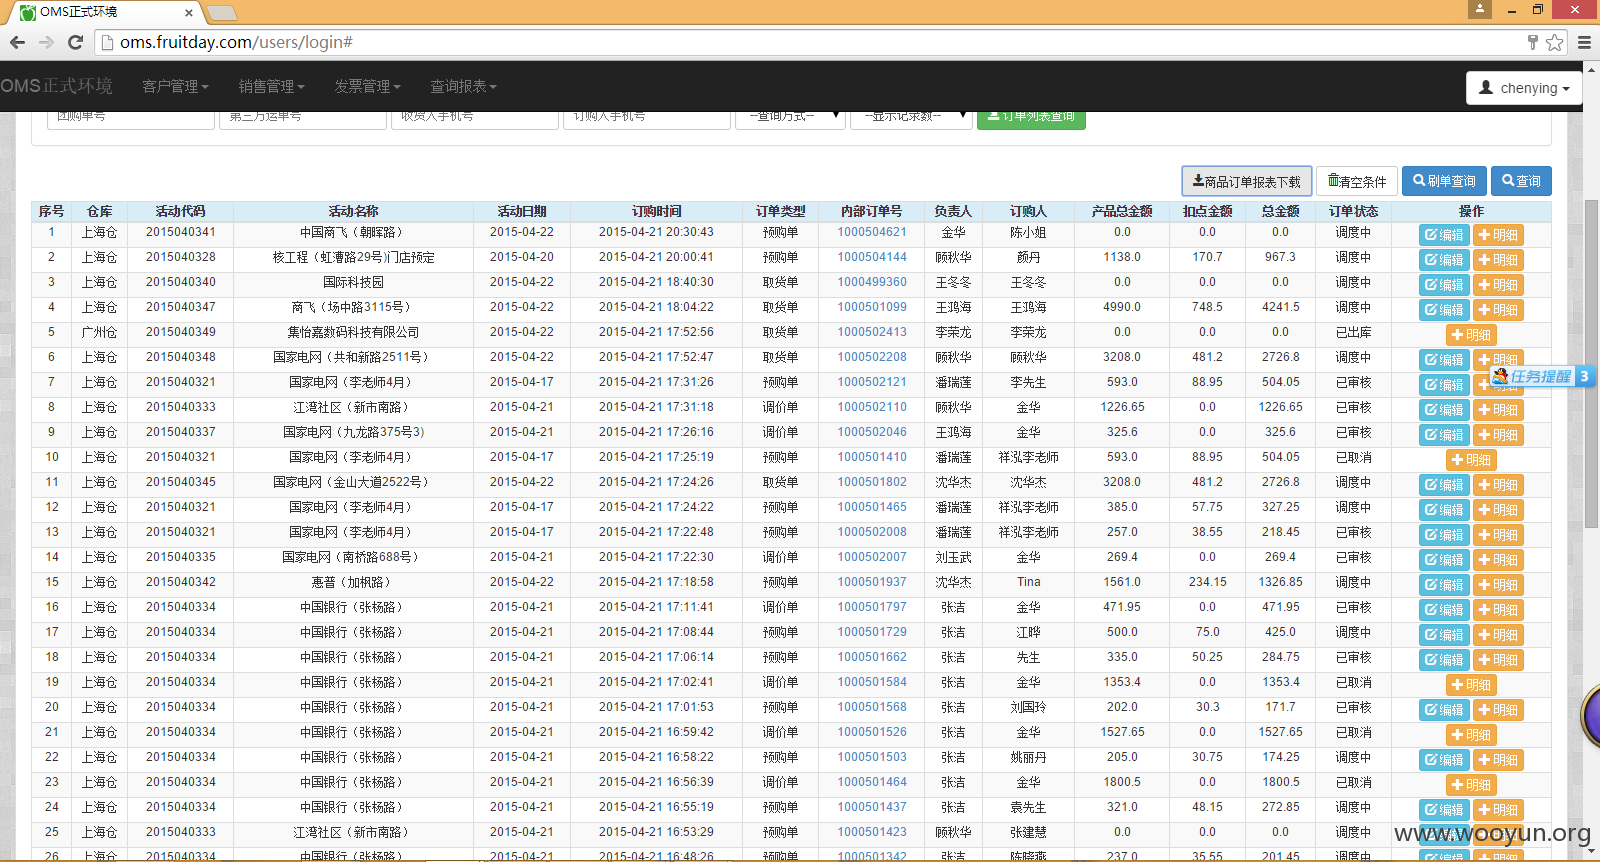 OMS正式环境
oms.fruitday.com/users/login#
OMS正式环境 客户管理 销售管理 发票管理 查询报表 chenying
团购单号 第三方运单号 收货人手机号 订购人手机号 --查询方式-- --显示记录数-- 订单列表查询
商品订单报表下载 清空条件 刷单查询 查询
序号 仓库 活动代码 活动名称 活动日期 订购时间 订单类型 内部订单号 负责人 订购人 产品总金额 扣点金额 总金额 订单状态 操作
1 上海仓 2015040341 中国商飞（朝晖路） 2015-04-22 2015-04-21 20:30:43 预购单 1000504621 金华 陈小姐 0.0 0.0 0.0 调度中 编辑 明细
2 上海仓 2015040328 核工程（虹漕路29号)门店预定 2015-04-20 2015-04-21 20:00:41 预购单 1000504144 顾秋华 颜丹 1138.0 170.7 967.3 调度中 编辑 明细
3 上海仓 2015040340 国际科技园 2015-04-22 2015-04-21 18:40:30 取货单 1000499360 王冬冬 王冬冬 0.0 0.0 0.0 调度中 编辑 明细
4 上海仓 2015040347 商飞（场中路3115号） 2015-04-22 2015-04-21 18:04:22 预购单 1000501099 王鸿海 王鸿海 4990.0 748.5 4241.5 调度中 编辑 明细
5 广州仓 2015040349 集怡嘉数码科技有限公司 2015-04-22 2015-04-21 17:52:56 取货单 1000502413 李荣龙 李荣龙 0.0 0.0 0.0 已出库 明细
6 上海仓 2015040348 国家电网（共和新路2511号） 2015-04-22 2015-04-21 17:52:47 取货单 1000502208 顾秋华 顾秋华 3208.0 481.2 2726.8 调度中 编辑 明细
任务提醒 3
7 上海仓 2015040321 国家电网（李老师4月） 2015-04-17 2015-04-21 17:31:26 预购单 1000502121 潘瑞莲 李先生 593.0 88.95 504.05 已审核 编辑 明细
8 上海仓 2015040333 江湾社区（新市南路） 2015-04-21 2015-04-21 17:31:18 调价单 1000502110 顾秋华 金华 1226.65 0.0 1226.65 已审核 编辑 明细
9 上海仓 2015040337 国家电网（九龙路375号3） 2015-04-21 2015-04-21 17:26:16 调价单 1000502046 王鸿海 金华 325.6 0.0 325.6 已审核 编辑 明细
10 上海仓 2015040321 国家电网（李老师4月） 2015-04-17 2015-04-21 17:25:19 预购单 1000501410 潘瑞莲 祥泓李老师 593.0 88.95 504.05 已取消 明细
11 上海仓 2015040345 国家电网（金山大道2522号） 2015-04-22 2015-04-21 17:24:26 取货单 1000501802 沈华杰 沈华杰 3208.0 481.2 2726.8 调度中 编辑 明细
12 上海仓 2015040321 国家电网（李老师4月） 2015-04-17 2015-04-21 17:24:22 预购单 1000501465 潘瑞莲 祥泓李老师 385.0 57.75 327.25 已审核 编辑 明细
13 上海仓 2015040321 国家电网（李老师4月） 2015-04-17 2015-04-21 17:22:48 预购单 1000502008 潘瑞莲 祥泓李老师 257.0 38.55 218.45 已审核 编辑 明细
14 上海仓 2015040335 国家电网（南桥路688号） 2015-04-21 2015-04-21 17:22:30 调价单 1000502007 刘玉武 金华 269.4 0.0 269.4 已审核 编辑 明细
15 上海仓 2015040342 惠普（加枫路） 2015-04-22 2015-04-21 17:18:58 预购单 1000501937 沈华杰 Tina 1561.0 234.15 1326.85 调度中 编辑 明细
16 上海仓 2015040334 中国银行（张杨路） 2015-04-21 2015-04-21 17:11:41 调价单 1000501797 张洁 金华 471.95 0.0 471.95 已审核 编辑 明细
17 上海仓 2015040334 中国银行（张杨路） 2015-04-21 2015-04-21 17:08:44 预购单 1000501729 张洁 江晔 500.0 75.0 425.0 调度中 编辑 明细
18 上海仓 2015040334 中国银行（张杨路） 2015-04-21 2015-04-21 17:06:14 预购单 1000501662 张洁 先生 335.0 50.25 284.75 已审核 编辑 明细
19 上海仓 2015040334 中国银行（张杨路） 2015-04-21 2015-04-21 17:02:41 调价单 1000501584 张洁 金华 1353.4 0.0 1353.4 已取消 明细
20 上海仓 2015040334 中国银行（张杨路） 2015-04-21 2015-04-21 17:01:53 预购单 1000501568 张洁 刘国玲 202.0 30.3 171.7 已审核 编辑 明细
21 上海仓 2015040334 中国银行（张杨路） 2015-04-21 2015-04-21 16:59:42 调价单 1000501526 张洁 金华 1527.65 0.0 1527.65 已取消 明细
22 上海仓 2015040334 中国银行（张杨路） 2015-04-21 2015-04-21 16:58:22 预购单 1000501503 张洁 姚丽丹 205.0 30.75 174.25 调度中 编辑 明细
23 上海仓 2015040334 中国银行（张杨路） 2015-04-21 2015-04-21 16:56:39 调价单 1000501464 张洁 金华 1800.5 0.0 1800.5 已取消 明细
24 上海仓 2015040334 中国银行（张杨路） 2015-04-21 2015-04-21 16:55:19 预购单 1000501437 张洁 袁先生 321.0 48.15 272.85 调度中 编辑 明细
25 上海仓 2015040333 江湾社区（新市南路） 2015-04-21 2015-04-21 16:53:29 预购单 1000501423 顾秋华 张建慧 0.0 0.0 0.0 调度中
www.wooyun.org
26 上海仓 2015040334 中国银行（张杨路） 2015-04-21 2015-04-21 16:48:26 预购单 1000501342 张洁 陈晓燕 237.0 35.55 201.45 调度中 编辑 明细